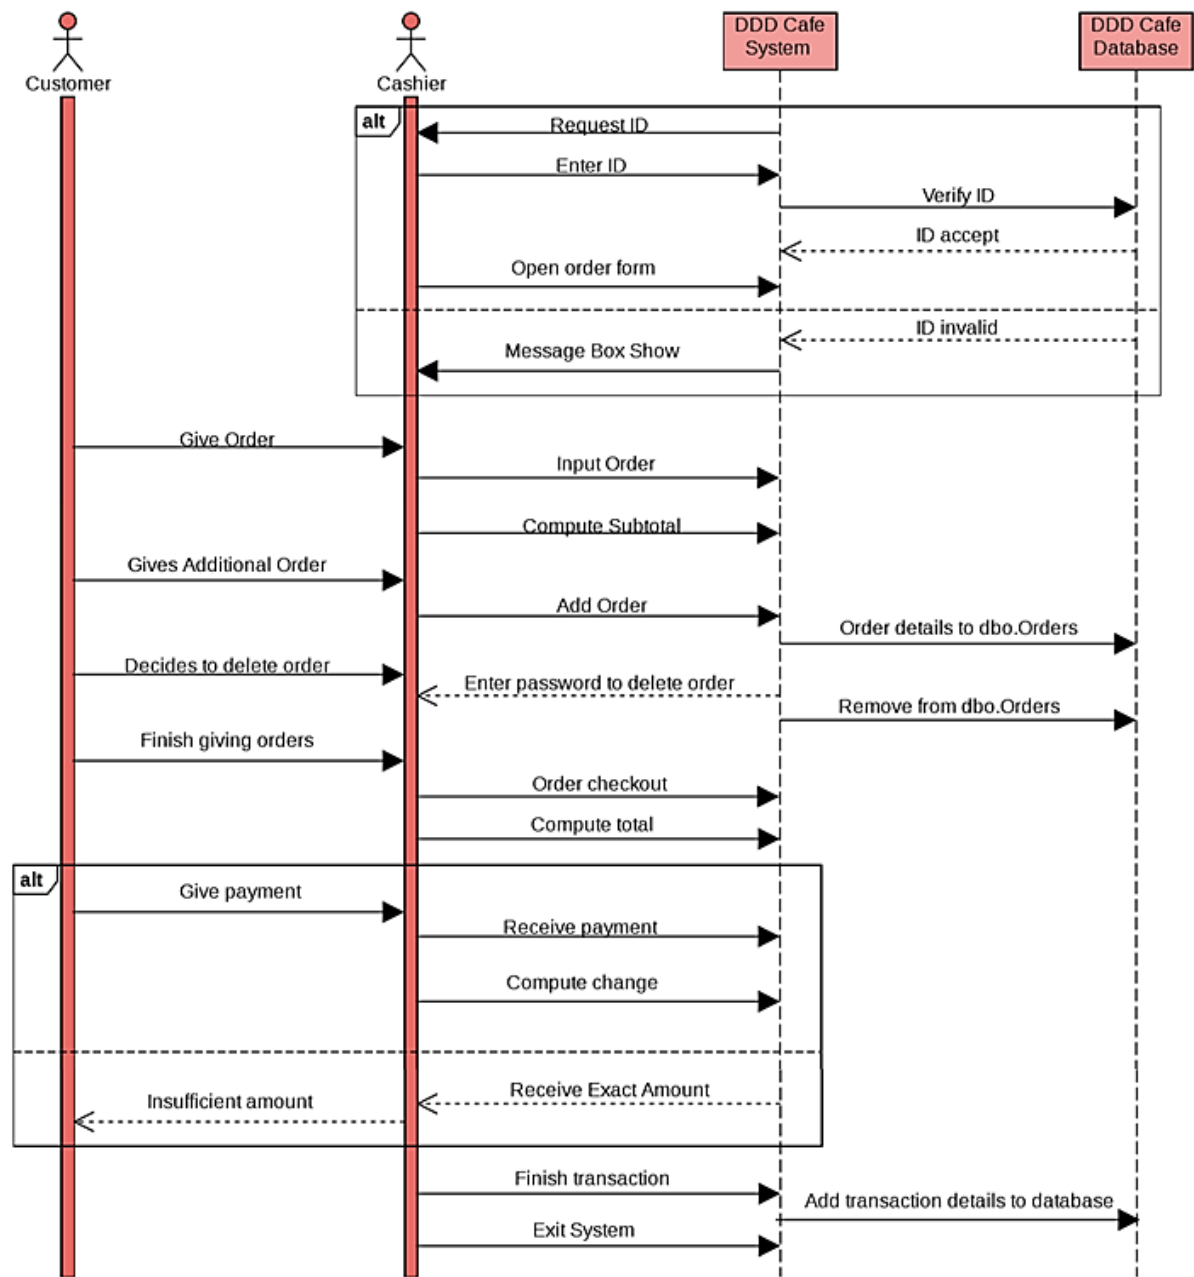 DDD Cafe
System
DDD Cafe
Database
Customer
Cashier
alt
Request ID
Enter ID
Verify ID
ID accept
Open order form
ID invalid
Message Box Show
Give Order
Input Order
Compute Subtotal
Gives Additional Order
Add Order
Order details to dbo.Orders
Decides to delete order
Enter password to delete order
Remove from dbo.Orders
Finish giving orders
Order checkout
Compute total
alt
Give payment
Receive payment
Compute change
Receive Exact Amount
Insufficient amount
Finish transaction
Add transaction details to database
Exit System